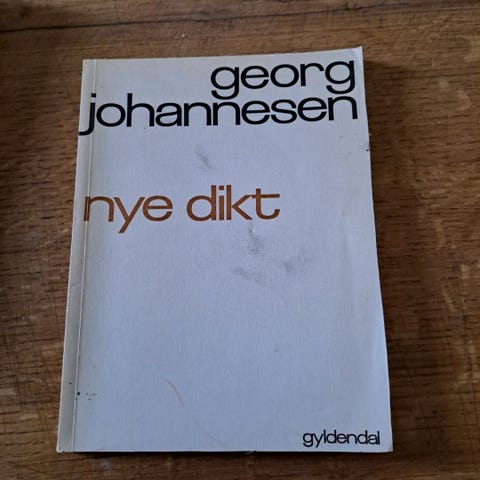 georg
johannesen
nye dikt
gyldendal